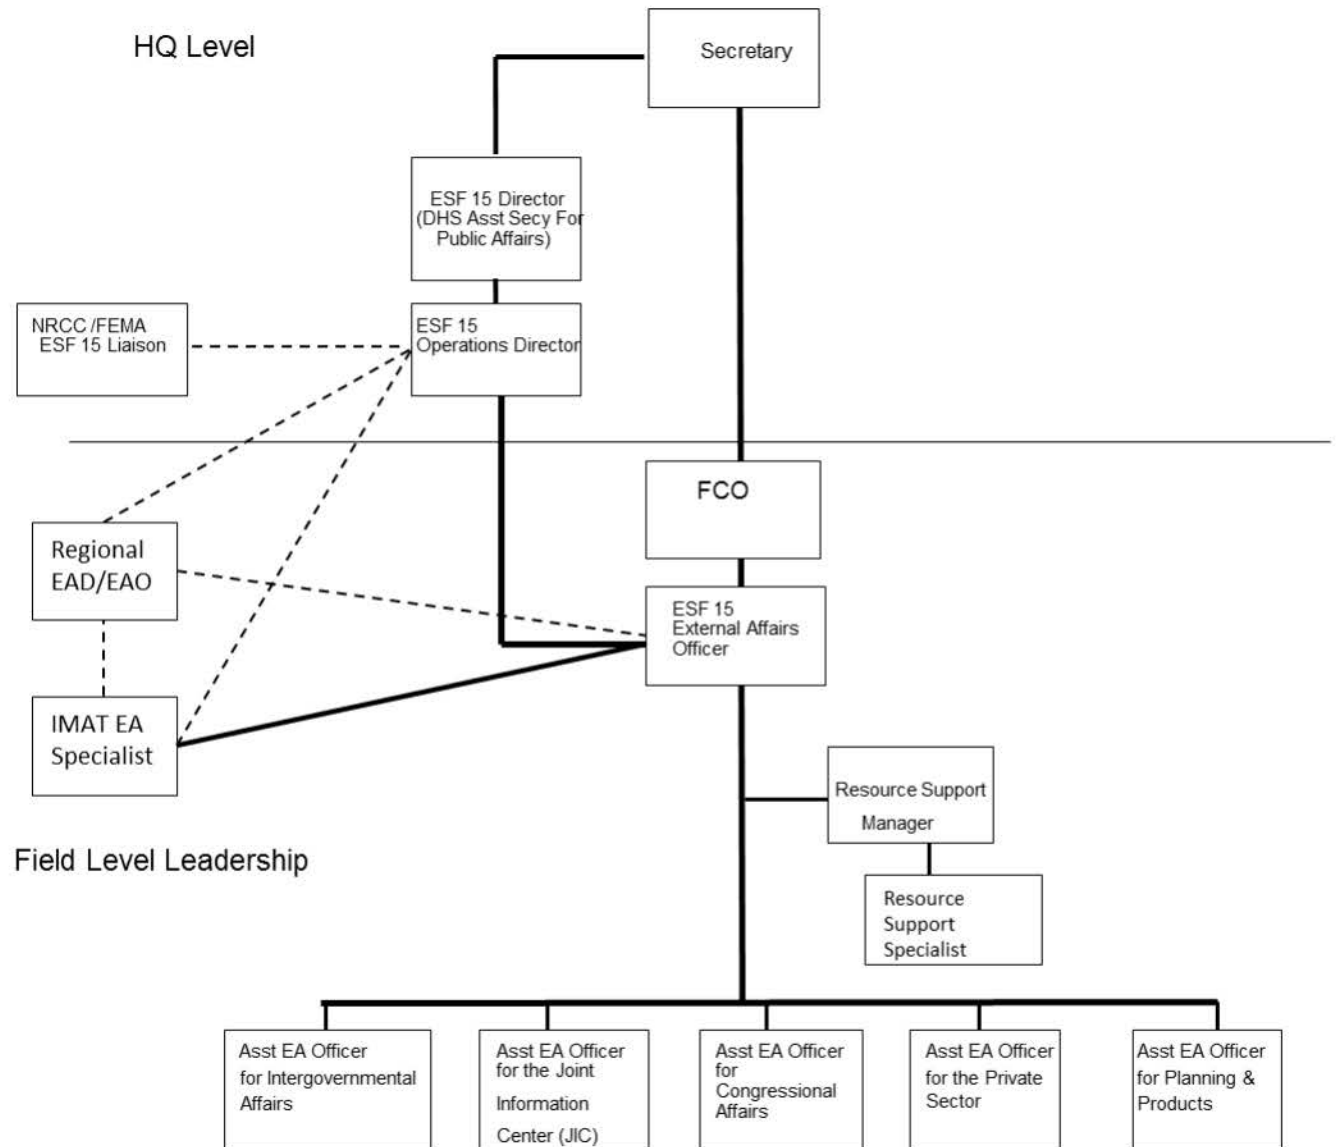 HQ Level
Secretary
ESF 15 Director
(DHS Asst Secy For
Public Affairs)
NRCC /FEMA
ESF 15 Liaison
ESF 15
Operations Director
FCO
Regional
EAD/EAO
ESF 15
External Affairs
Officer
IMAT EA
Specialist
Resource Support
Manager
Field Level Leadership
Resource
Support
Specialist
Asst EA Officer
for Intergovernmental
Affairs
Asst EA Officer
for the Joint
Information
Center (JIC)
Asst EA Officer
for
Congressional
Affairs
Asst EA Officer
for the Private
Sector
Asst EA Officer
for Planning &
Products